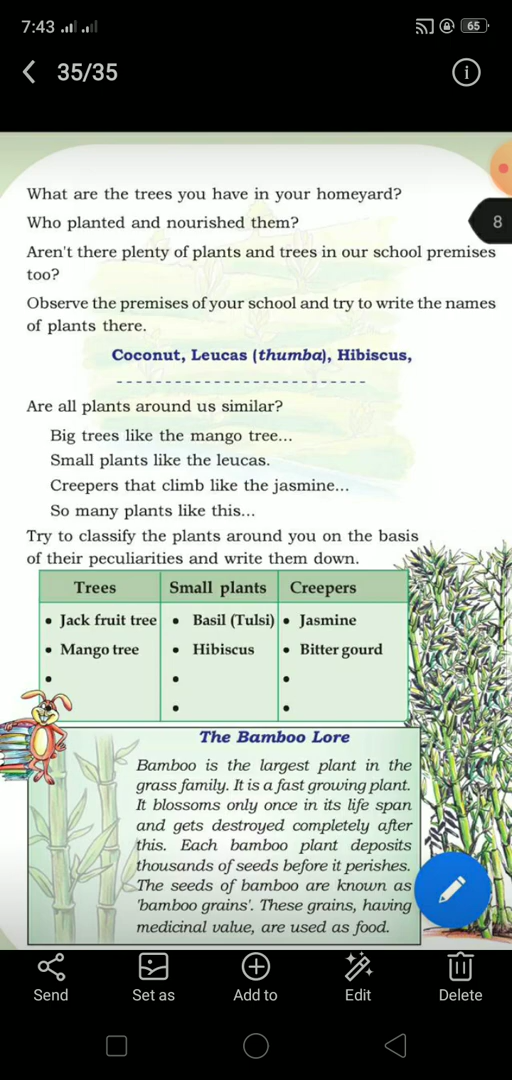 7:43
65
35/35
What are the trees you have in your homeyard?
Who planted and nourished them?
8
Aren't there plenty of plants and trees in our school premises
too?
Observe the premises of your school and try to write the names
of plants there.
Coconut, Leucas (thumba), Hibiscus,
Are all plants around us similar?
Big trees like the mango tree...
Small plants like the leucas.
Creepers that climb like the jasmine...
So many plants like this...
Try to classify the plants around you on the basis
of their peculiarities and write them down.
Trees Small plants Creepers
• Jack fruit tree • Basil (Tulsi) • Jasmine
• Mango tree • Hibiscus • Bitter gourd
• • •
• •
The Bamboo Lore
Bamboo is the largest plant in the
grass family. It is a fast growing plant.
It blossoms only once in its life span
and gets destroyed completely after
this. Each bamboo plant deposits
thousands of seeds before it perishes.
The seeds of bamboo are known as
'bamboo grains'. These grains, having
medicinal value, are used as food.
Send Set as Add to Edit Delete